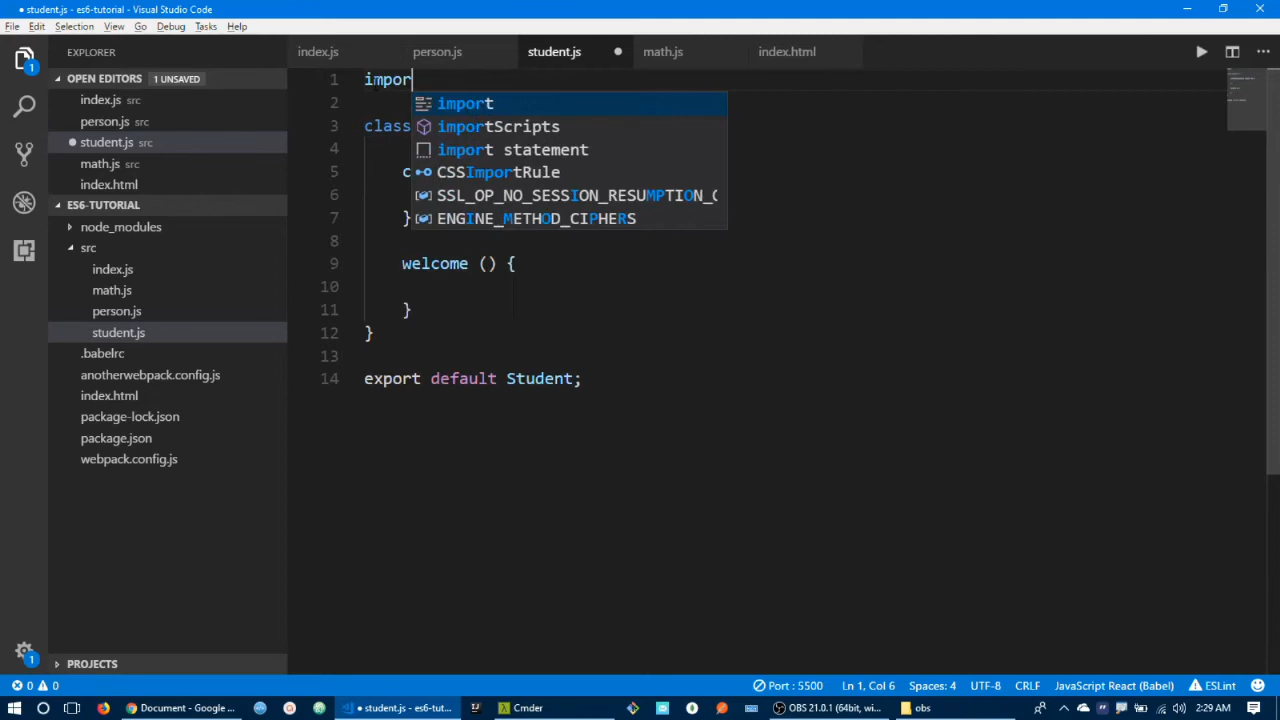 ● student.js - es6-tutorial - Visual Studio Code
File Edit Selection View Go Debug Tasks Help
EXPLORER
index.js person.js student.js ● math.js index.html
OPEN EDITORS 1 UNSAVED
index.js src
person.js src
● student.js src
math.js src
index.html
ES6-TUTORIAL
node_modules
src
index.js
math.js
person.js
student.js
.babelrc
anotherwebpack.config.js
index.html
package-lock.json
package.json
webpack.config.js
PROJECTS
1 impor
2
3 class
4
5 c
6
7 }
8
9 welcome () {
10
11 }
12 }
13
14 export default Student;
import
importScripts
import statement
CSSImportRule
SSL_OP_NO_SESSION_RESUMPTION_
ENGINE_METHOD_CIPHERS
1
1
0 0 Port : 5500 Ln 1, Col 6 Spaces: 4 UTF-8 CRLF JavaScript React (Babel) ESLint
Document - Google ... ● student.js - es6-tut... Cmder OBS 21.0.1 (64bit, wi... obs 2:29 AM